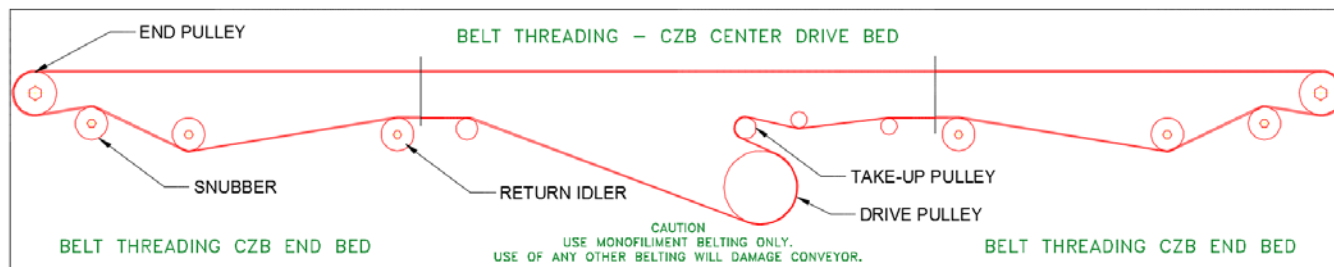 END PULLEY
BELT THREADING - CZB CENTER DRIVE BED
SNUBBER
RETURN IDLER
TAKE-UP PULLEY
DRIVE PULLEY
BELT THREADING CZB END BED
CAUTION
USE MONOFILIMENT BELTING ONLY.
USE OF ANY OTHER BELTING WILL DAMAGE CONVEYOR.
BELT THREADING CZB END BED